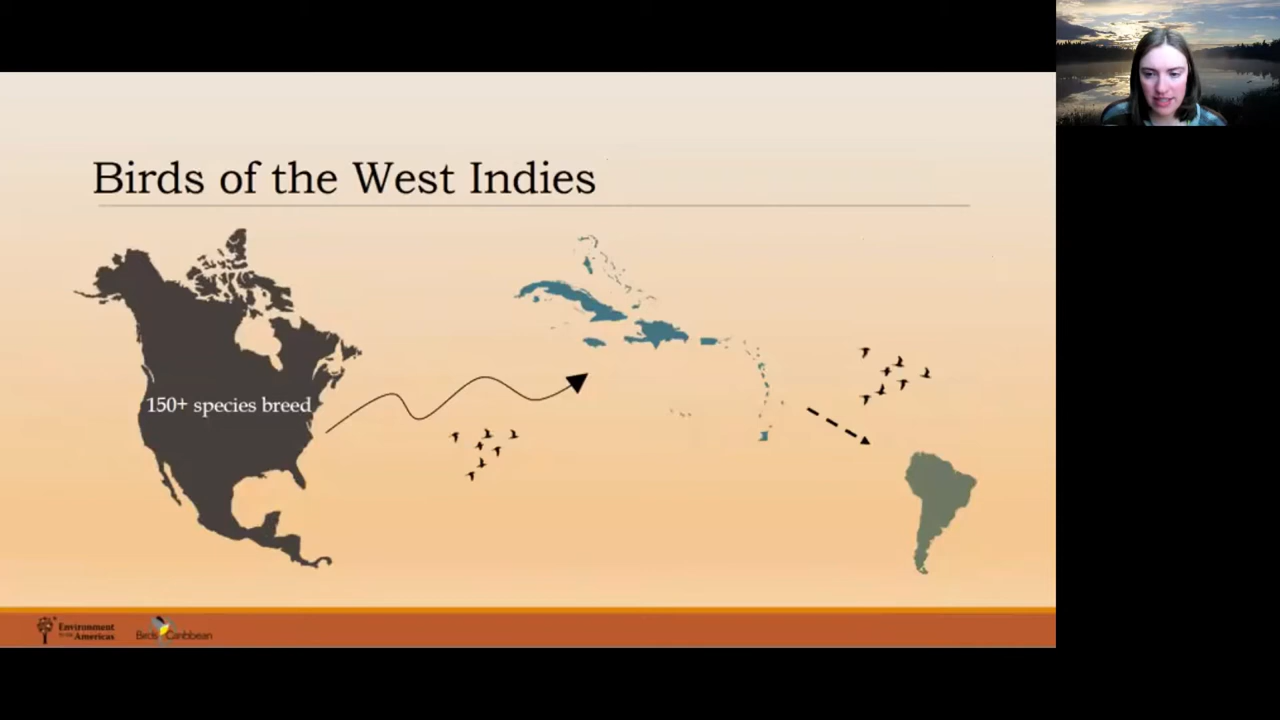 Birds of the West Indies
150+ species breed
Environment
for the Americas
Birds Caribbean